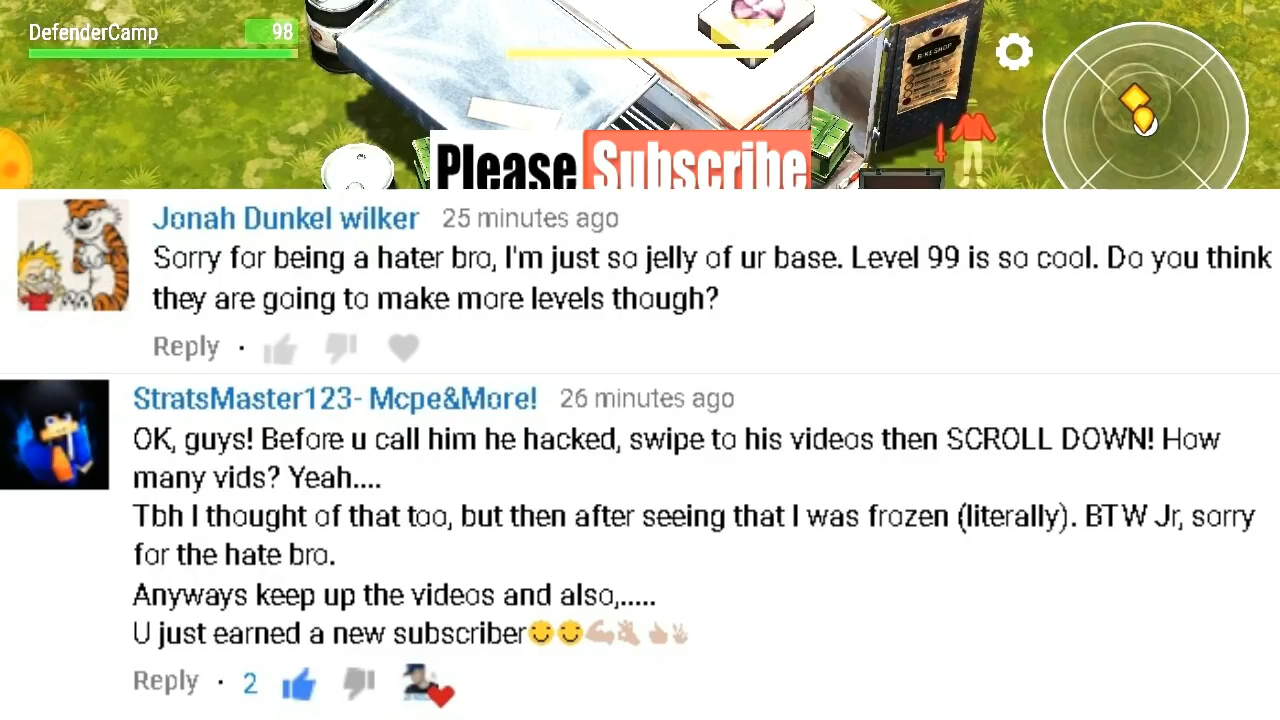 DefenderCamp 98
BIKE SHOP
Please Subscribe
Jonah Dunkel wilker 25 minutes ago
Sorry for being a hater bro, I'm just so jelly of ur base. Level 99 is so cool. Do you think
they are going to make more levels though?
Reply ·
StratsMaster123- Mcpe&More! 26 minutes ago
OK, guys! Before u call him he hacked, swipe to his videos then SCROLL DOWN! How
many vids? Yeah....
Tbh I thought of that too, but then after seeing that I was frozen (literally). BTW Jr, sorry
for the hate bro.
Anyways keep up the videos and also,.....
U just earned a new subscriber😊😊💪🏻👏🏻👍🏻✌🏻
Reply · 2